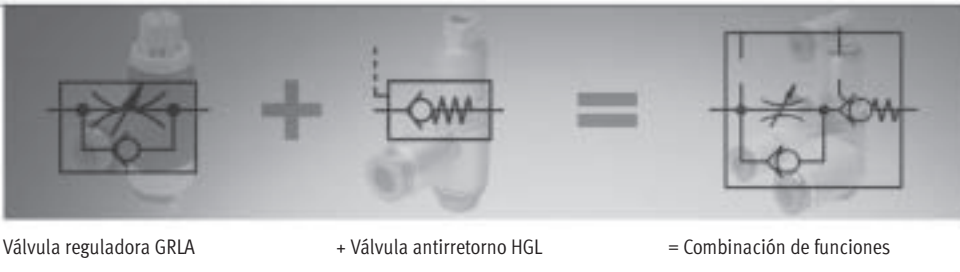 Válvula reguladora GRLA
+ Válvula antirretorno HGL
= Combinación de funciones